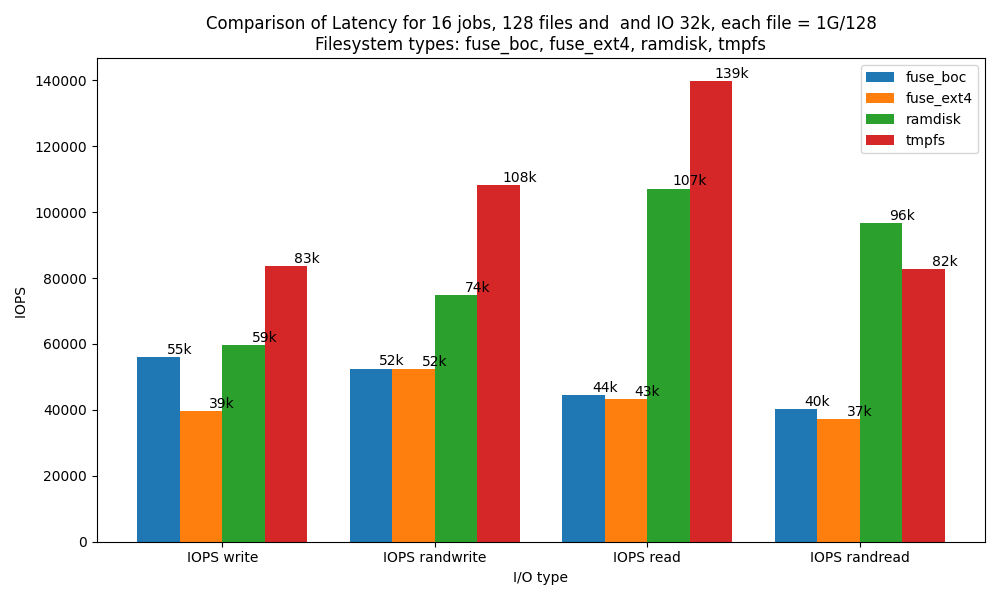 Comparison of Latency for 16 jobs, 128 files and  and IO 32k, each file = 1G/128
Filesystem types: fuse_boc, fuse_ext4, ramdisk, tmpfs
fuse_boc
fuse_ext4
ramdisk
tmpfs
IOPS
140000
120000
100000
80000
60000
40000
20000
0
55k
39k
59k
83k
52k
52k
74k
108k
44k
43k
107k
139k
40k
37k
96k
82k
IOPS write
IOPS randwrite
IOPS read
IOPS randread
I/O type